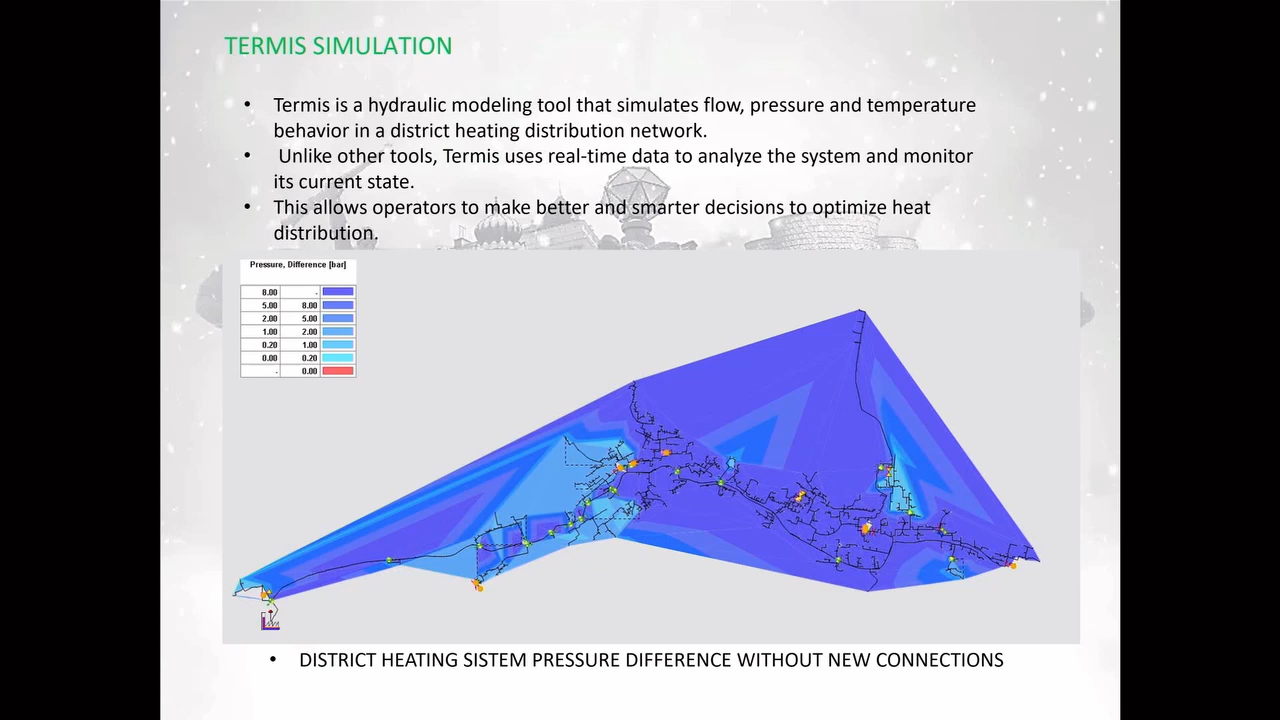 TERMIS SIMULATION
• Termis is a hydraulic modeling tool that simulates flow, pressure and temperature
behavior in a district heating distribution network.
• Unlike other tools, Termis uses real-time data to analyze the system and monitor
its current state.
• This allows operators to make better and smarter decisions to optimize heat
distribution.
Pressure, Difference [bar]
8.00 -
5.00 8.00
2.00 5.00
1.00 2.00
0.20 1.00
0.00 0.20
- 0.00
• DISTRICT HEATING SISTEM PRESSURE DIFFERENCE WITHOUT NEW CONNECTIONS